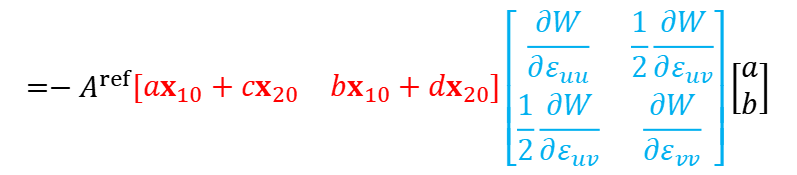 =− A^ref [a𝐱₁₀ + c𝐱₂₀  b𝐱₁₀ + d𝐱₂₀] [∂W/∂ε_uu  1/2 ∂W/∂ε_uv; 1/2 ∂W/∂ε_uv  ∂W/∂ε_vv] [a; b]